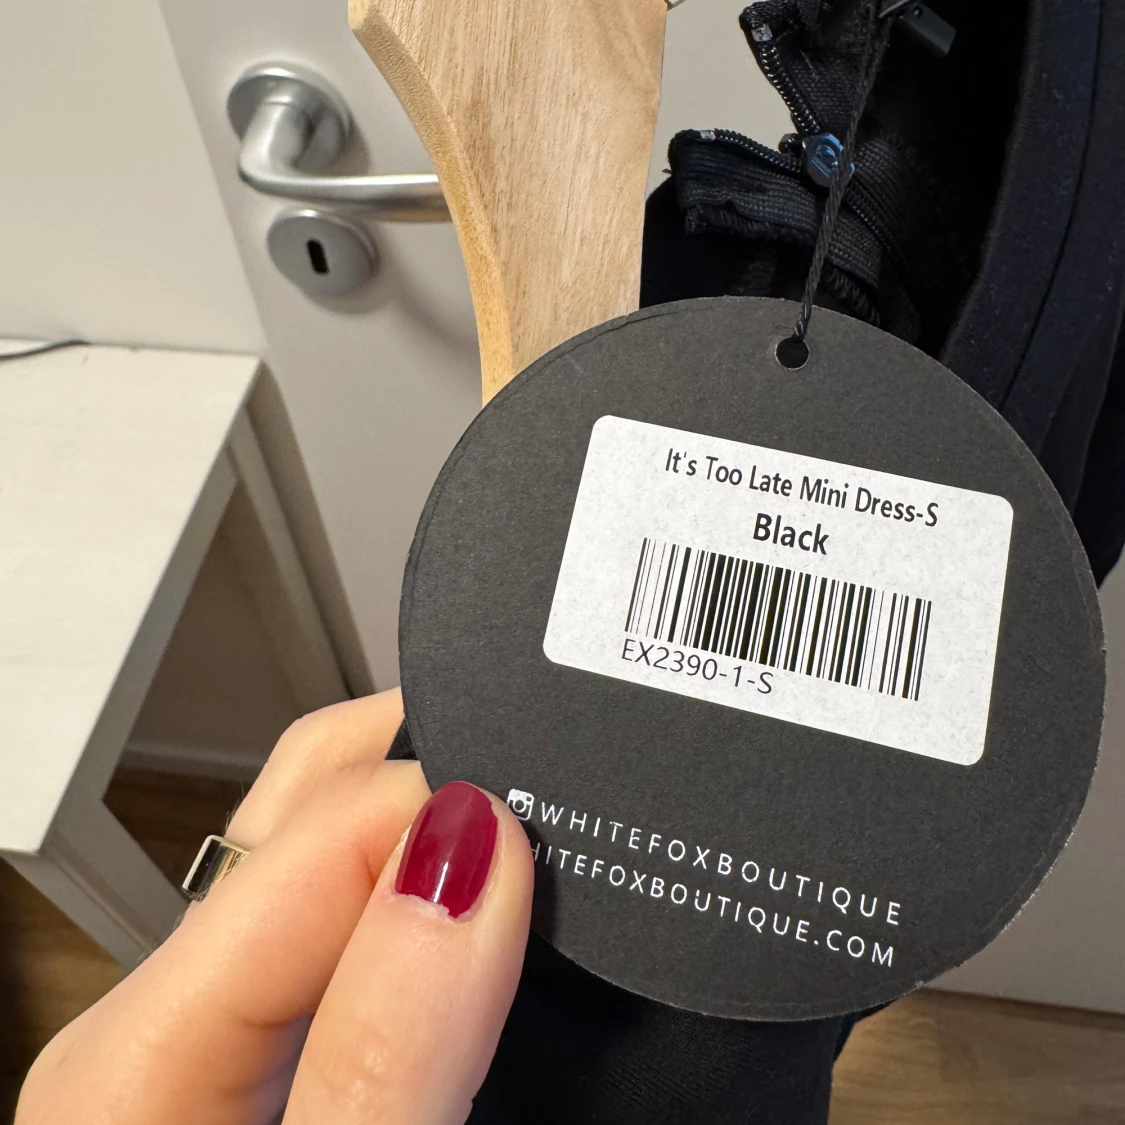 It's Too Late Mini Dress-S
Black
EX2390-1-S
WHITEFOXBOUTIQUE
HITEFOXBOUTIQUE.COM